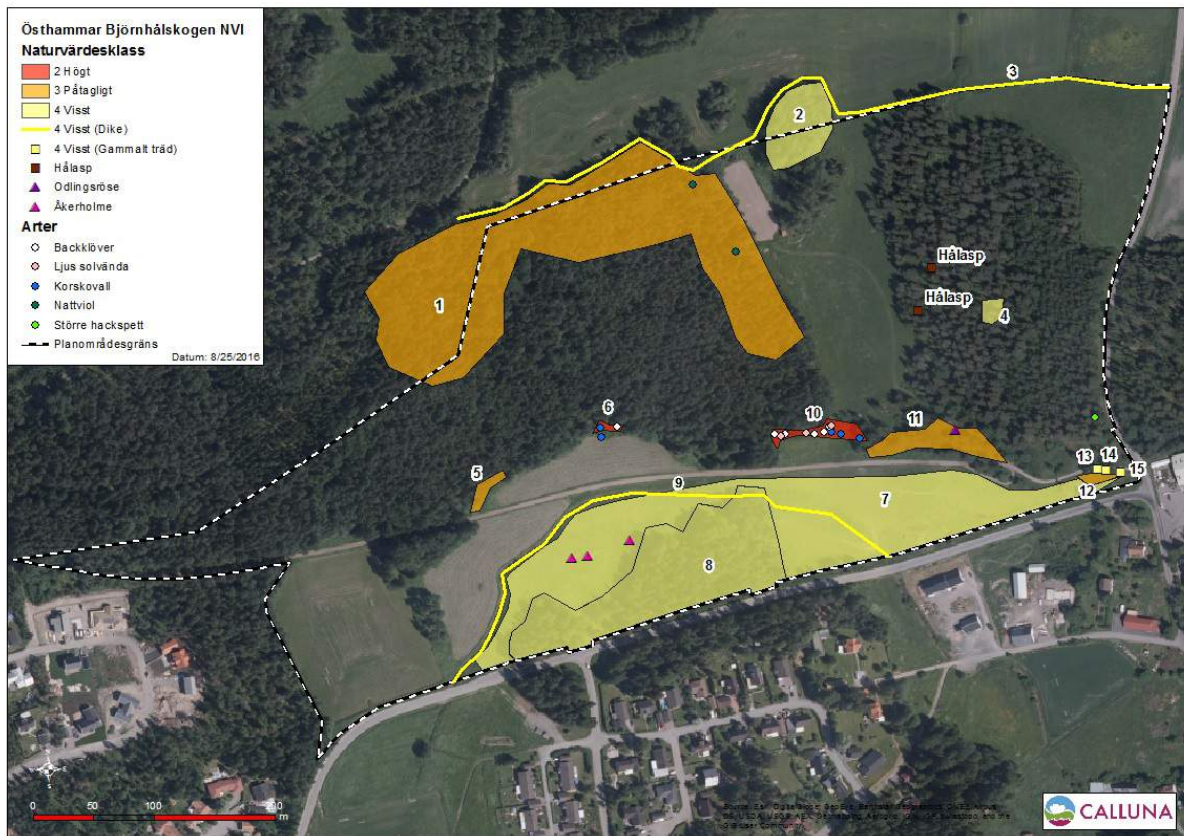 Östhammar Björnhålskogen NVI
Naturvärdesklass
2 Högt
3 Påtagligt
4 Visst
4 Visst (Dike)
4 Visst (Gammalt träd)
Hålasp
Odlingsröse
Åkerholme
Arter
Backklöver
Ljus solvända
Korskovall
Nattviol
Större hackspett
Planområdesgräns
Datum: 8/25/2016
3
2
Hålasp
Hålasp
4
1
6
10
11
5
13 14
15
12
9
7
8
0 50 100 200
m
CALLUNA